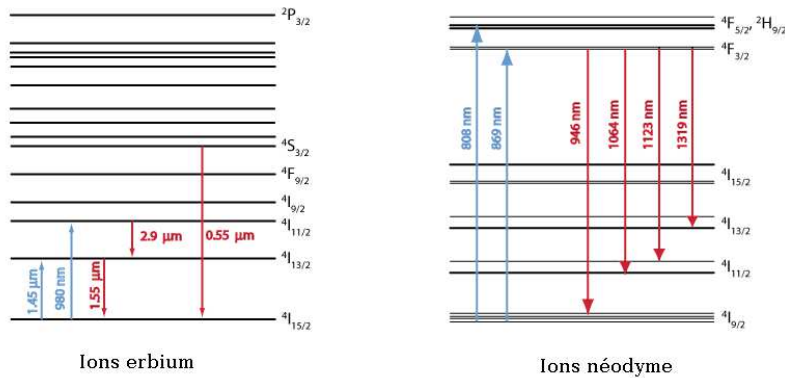 ²P₃/₂
⁴S₃/₂
⁴F₉/₂
⁴I₉/₂
⁴I₁₁/₂
⁴I₁₃/₂
⁴I₁₅/₂
1.45 µm
980 nm
1.55 µm
2.9 µm
0.55 µm
Ions erbium
⁴F₅/₂, ²H₉/₂
⁴F₃/₂
⁴I₁₅/₂
⁴I₁₃/₂
⁴I₁₁/₂
⁴I₉/₂
808 nm
869 nm
946 nm
1064 nm
1123 nm
1319 nm
Ions néodyme